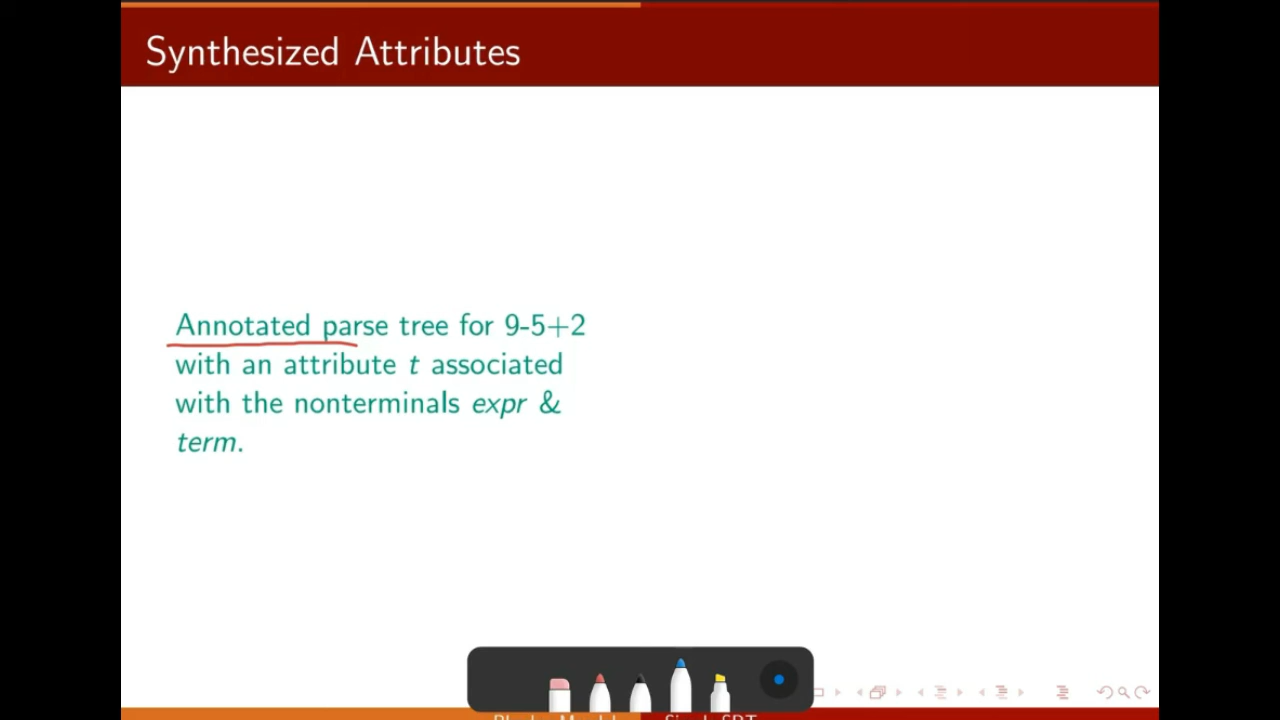 Synthesized Attributes
Annotated parse tree for 9-5+2
with an attribute t associated
with the nonterminals expr &
term.